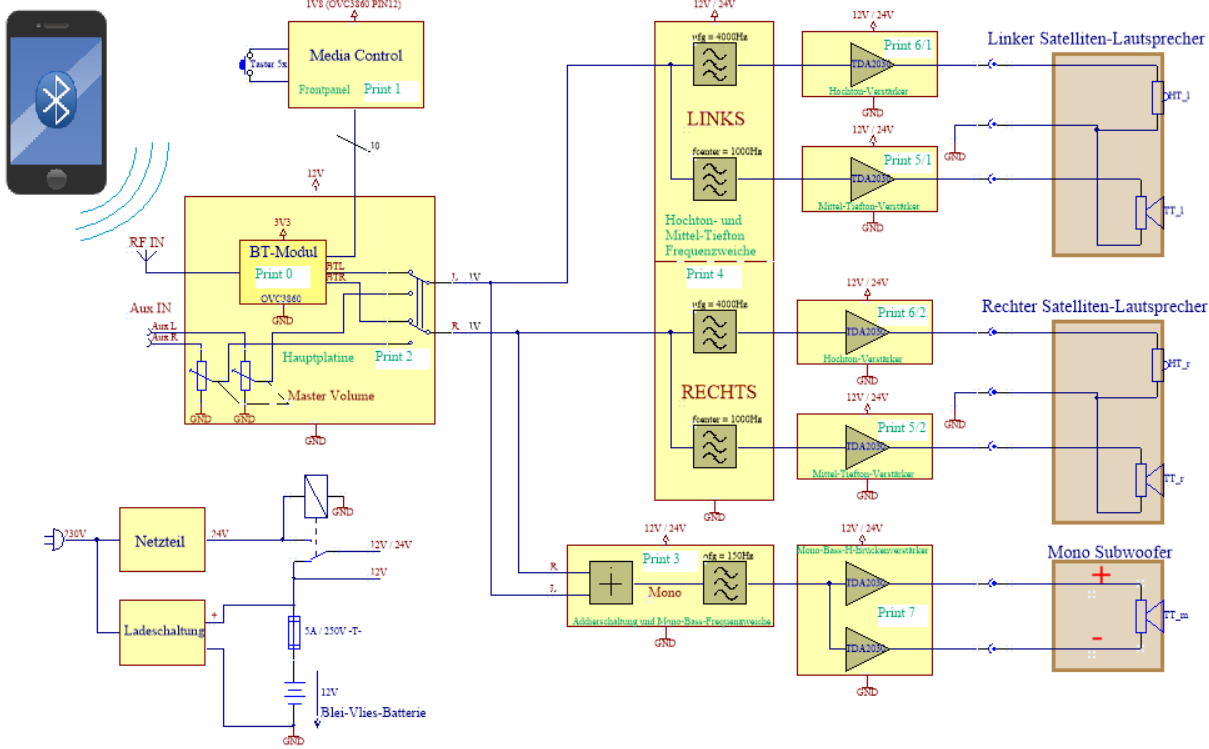 1V8 (OVC3860 PIN12)
Media Control
Taster 5x
Frontpanel
Print 1
10
12V
RF IN
3V3
BT-Modul
Print 0
OVC3860
GND
BTL
BTR
L
1V
R
1V
Aux IN
Aux L
Aux R
Hauptplatine
Print 2
Master Volume
GND
GND
GND
12V / 24V
fg = 4000Hz
LINKS
fcenter = 1000Hz
Hochton- und
Mittel-Tiefton
Frequenzweiche
Print 4
fg = 4000Hz
RECHTS
fcenter = 1000Hz
GND
12V / 24V
Print 6/1
TDA2030
Hochton-Verstärker
GND
12V / 24V
Print 5/1
TDA2030
Mittel-Tiefton-Verstärker
GND
Linker Satelliten-Lautsprecher
HT_l
GND
TT_l
12V / 24V
Print 6/2
TDA2030
Hochton-Verstärker
GND
12V / 24V
Print 5/2
TDA2030
Mittel-Tiefton-Verstärker
GND
Rechter Satelliten-Lautsprecher
HT_r
GND
TT_r
230V
Netzteil
24V
GND
12V / 24V
12V
Ladeschaltung
+
5A / 250V -T-
12V
Blei-Vlies-Batterie
GND
12V / 24V
Print 3
fg = 150Hz
R
L
Mono
Addierschaltung und Mono-Bass-Frequenzweiche
GND
12V / 24V
Mono-Bass-H-Brückenverstärker
TDA2030
Print 7
TDA2030
GND
Mono Subwoofer
+
TT_m
-